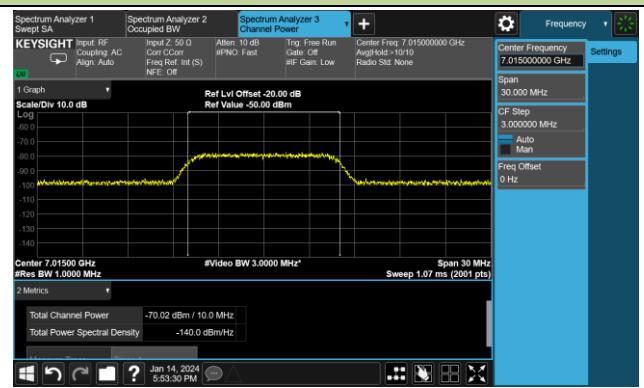 Spectrum Analyzer 1
Swept SA
Spectrum Analyzer 2
Occupied BW
Spectrum Analyzer 3
Channel Power
Frequency
KEYSIGHT
Input: RF
Coupling: AC
Align: Auto
Input Z: 50 Ω
Corr CCorr
Freq Ref: Int (S)
NFE: Off
Atten: 10 dB
#PNO: Fast
Trig: Free Run
Gate: Off
#IF Gain: Low
Center Freq: 7.015000000 GHz
Avg|Hold:>10/10
Radio Std: None
Center Frequency
7.015000000 GHz
Settings
Span
30.000 MHz
CF Step
3.000000 MHz
Auto
Man
Freq Offset
0 Hz
1 Graph
Scale/Div 10.0 dB
Ref Lvl Offset -20.00 dB
Ref Value -50.00 dBm
Log
-60.0
-70.0
-80.0
-90.0
-100
-110
-120
-130
-140
Center 7.01500 GHz
#Res BW 1.0000 MHz
#Video BW 3.0000 MHz*
Span 30 MHz
Sweep 1.07 ms (2001 pts)
2 Metrics
Total Channel Power
-70.02 dBm / 10.0 MHz
Total Power Spectral Density
-140.0 dBm/Hz
Jan 14, 2024
5:53:30 PM